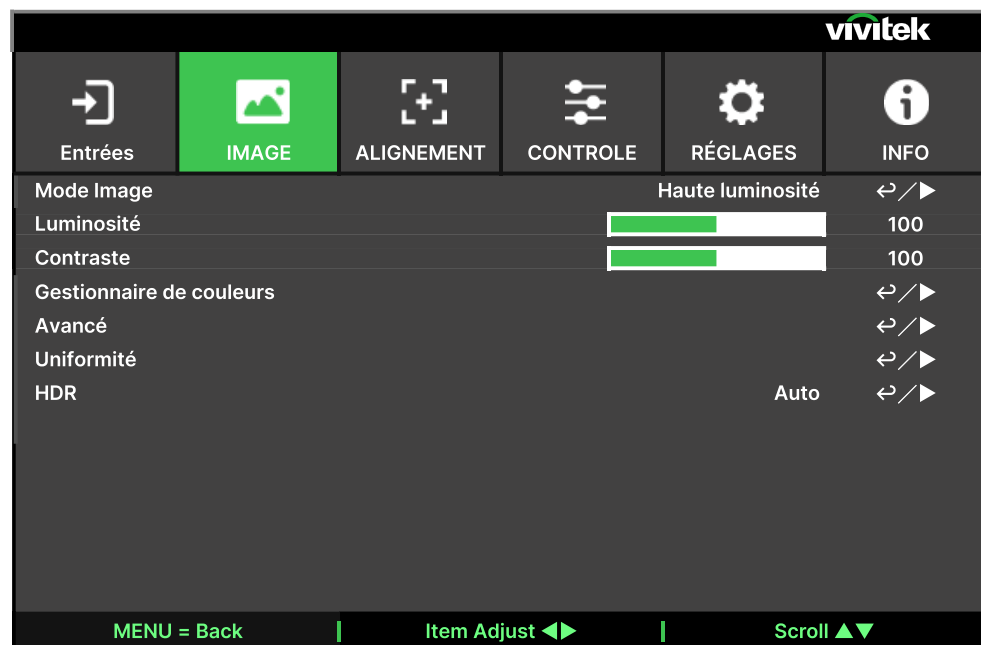 vivitek
Entrées IMAGE ALIGNEMENT CONTROLE RÉGLAGES INFO
Mode Image Haute luminosité
Luminosité 100
Contraste 100
Gestionnaire de couleurs
Avancé
Uniformité
HDR Auto
MENU = Back Item Adjust ◀▶ Scroll ▲▼